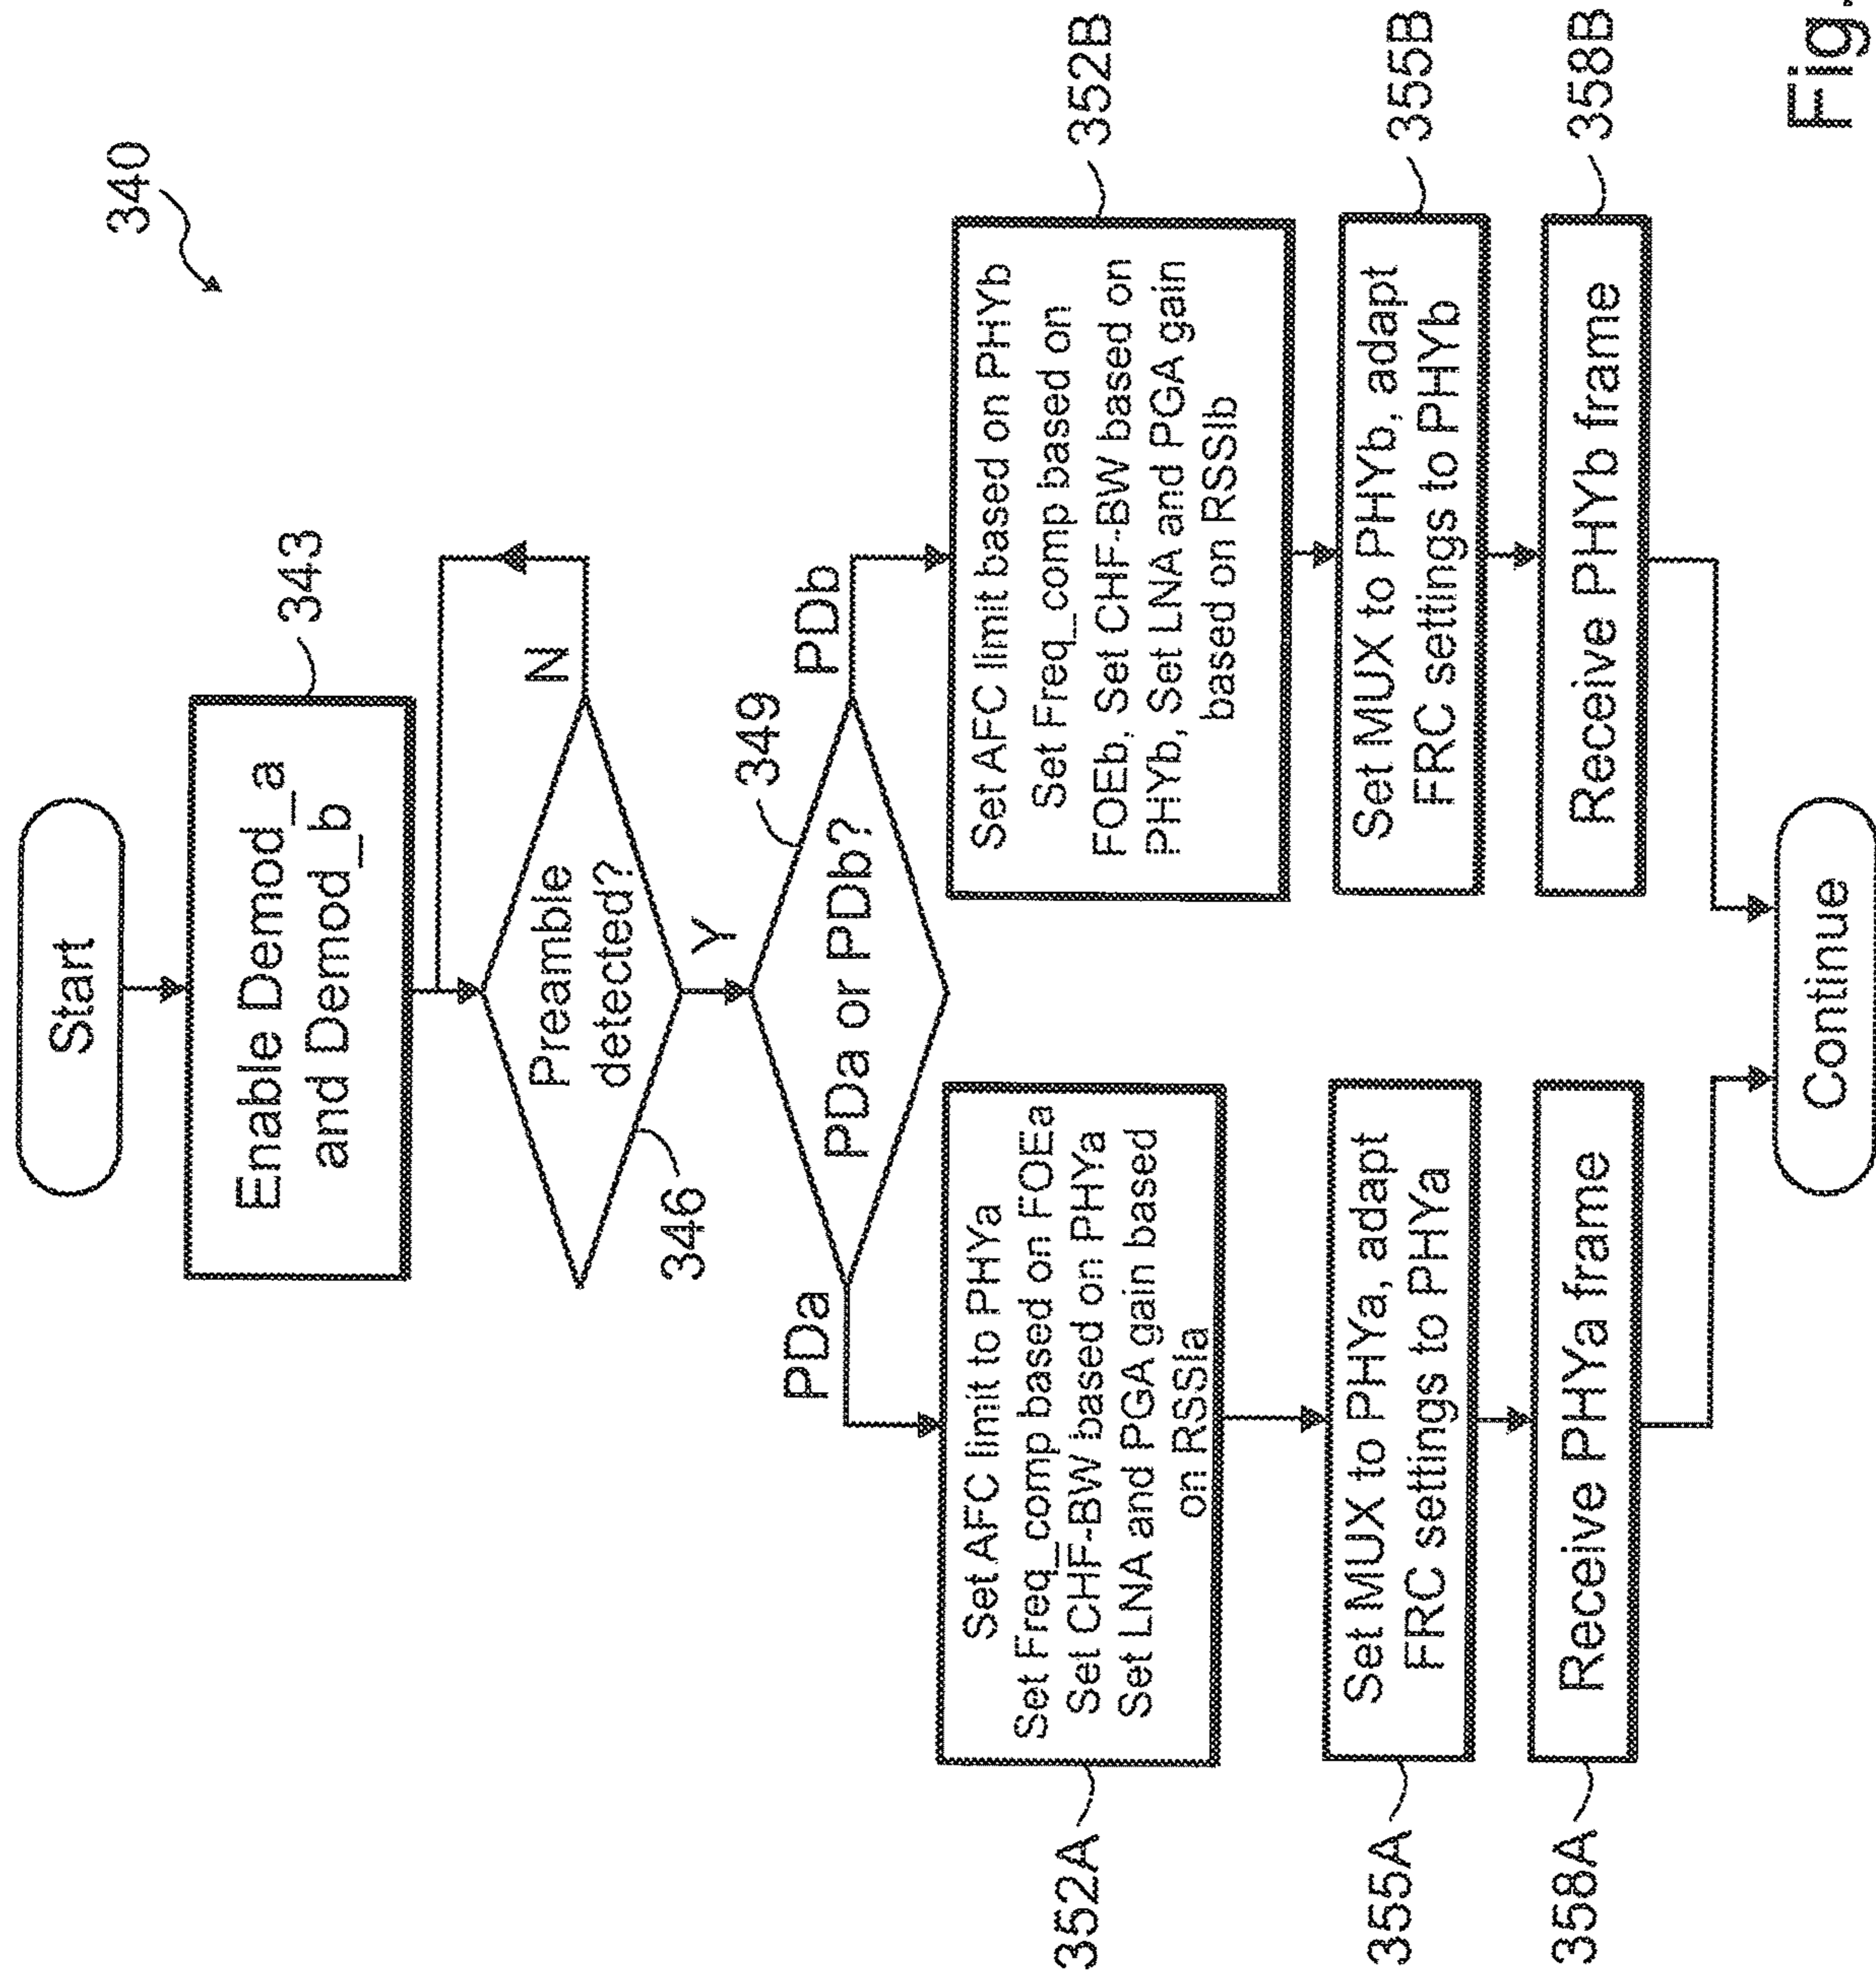 340
Start
Enable Demod_a
and Demod_b
343
Preamble
detected?
N
346
Y
349
PDa or PDb?
PDa
PDb
Set AFC limit to PHYa
Set Freq_comp based on FOEa
Set CHF-BW based on PHYa
Set LNA and PGA gain based
on RSSIa
352A
Set AFC limit based on PHYb
Set Freq_comp based on
FOEb, Set CHF-BW based on
PHYb, Set LNA and PGA gain
based on RSSIb
352B
Set MUX to PHYa, adapt
FRC settings to PHYa
355A
Set MUX to PHYb, adapt
FRC settings to PHYb
355B
Receive PHYa frame
358A
Receive PHYb frame
358B
Continue
Fig.